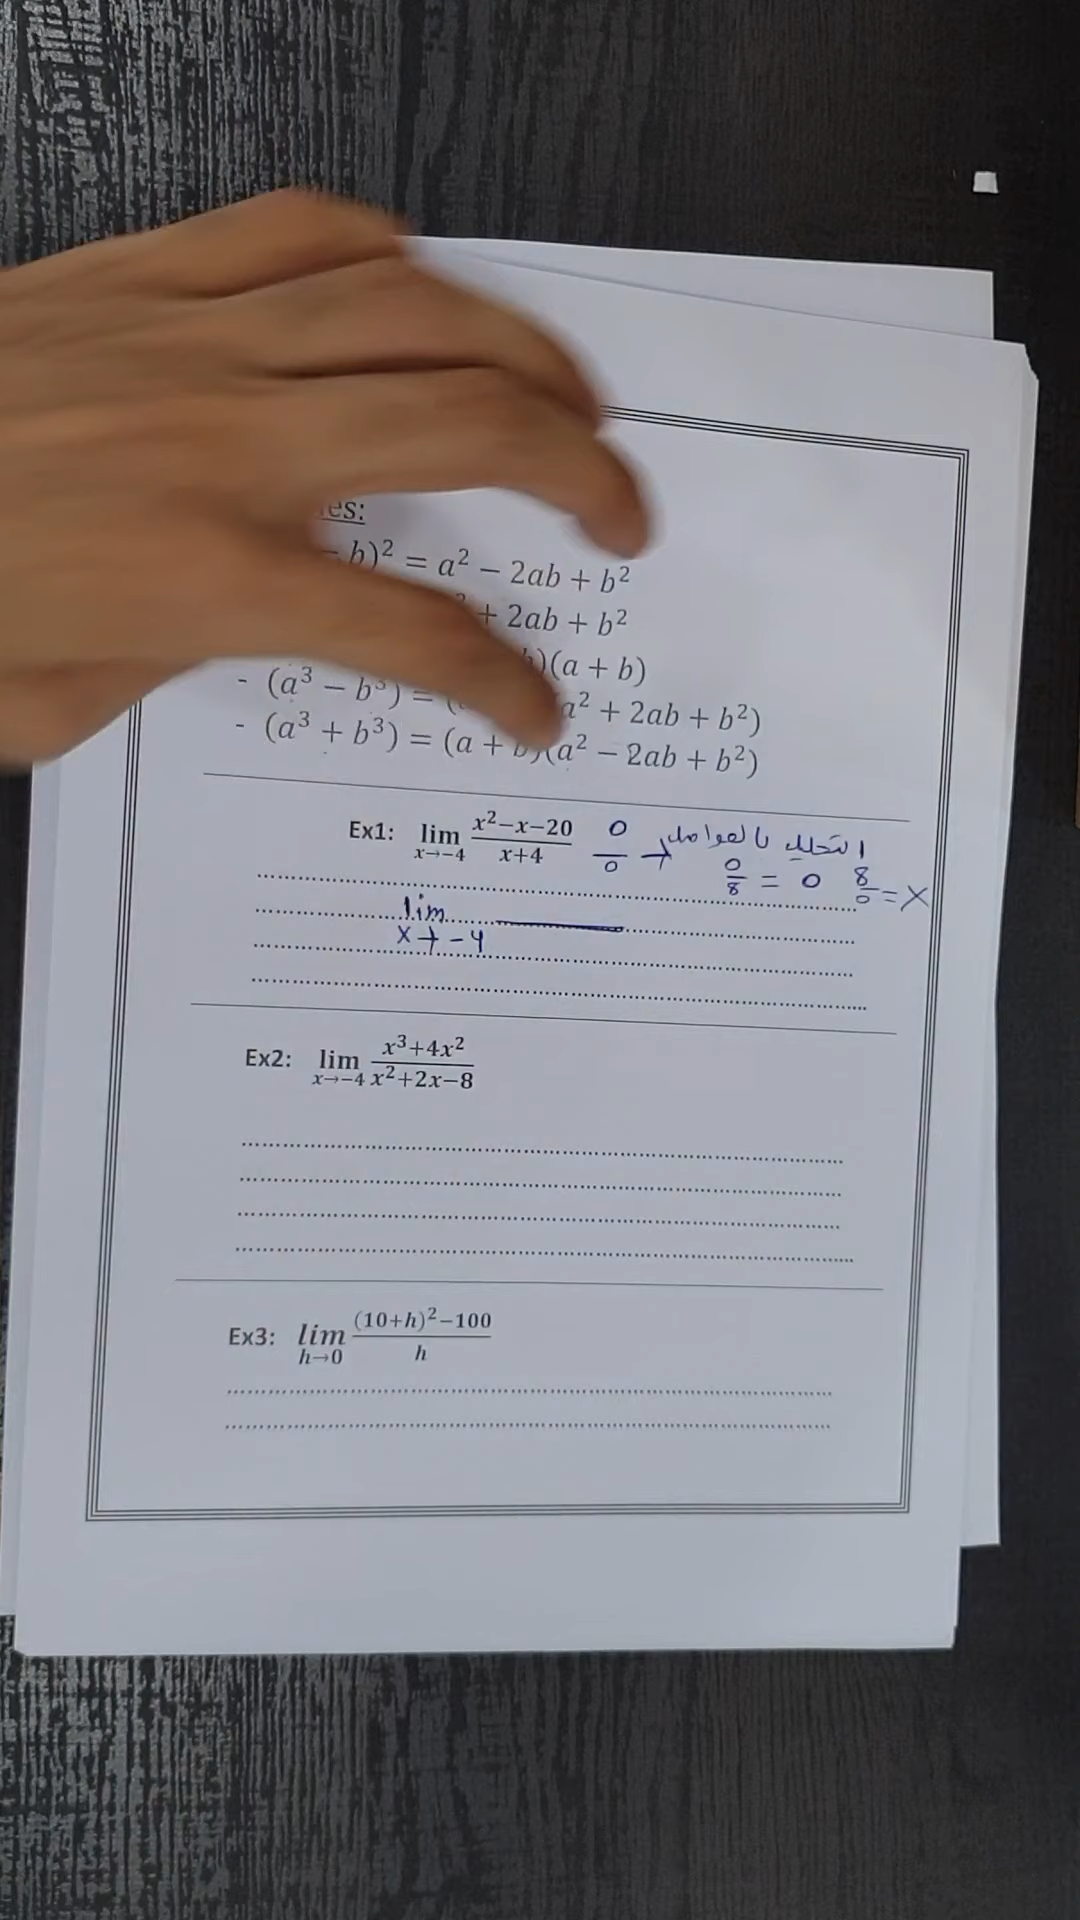 es:
b)² = a² − 2ab + b²
+ 2ab + b²
)(a + b)
- (a³ − b³) = ( a² + 2ab + b²)
- (a³ + b³) = (a + b)(a² − 2ab + b²)
Ex1: lim x→−4 (x²−x−20)/(x+4) 0/0 → التحليل بالعوامل
0/8 = 0 8/0 = X
lim
x→−4
Ex2: lim x→−4 (x³+4x²)/(x²+2x−8)
Ex3: lim h→0 ((10+h)²−100)/h